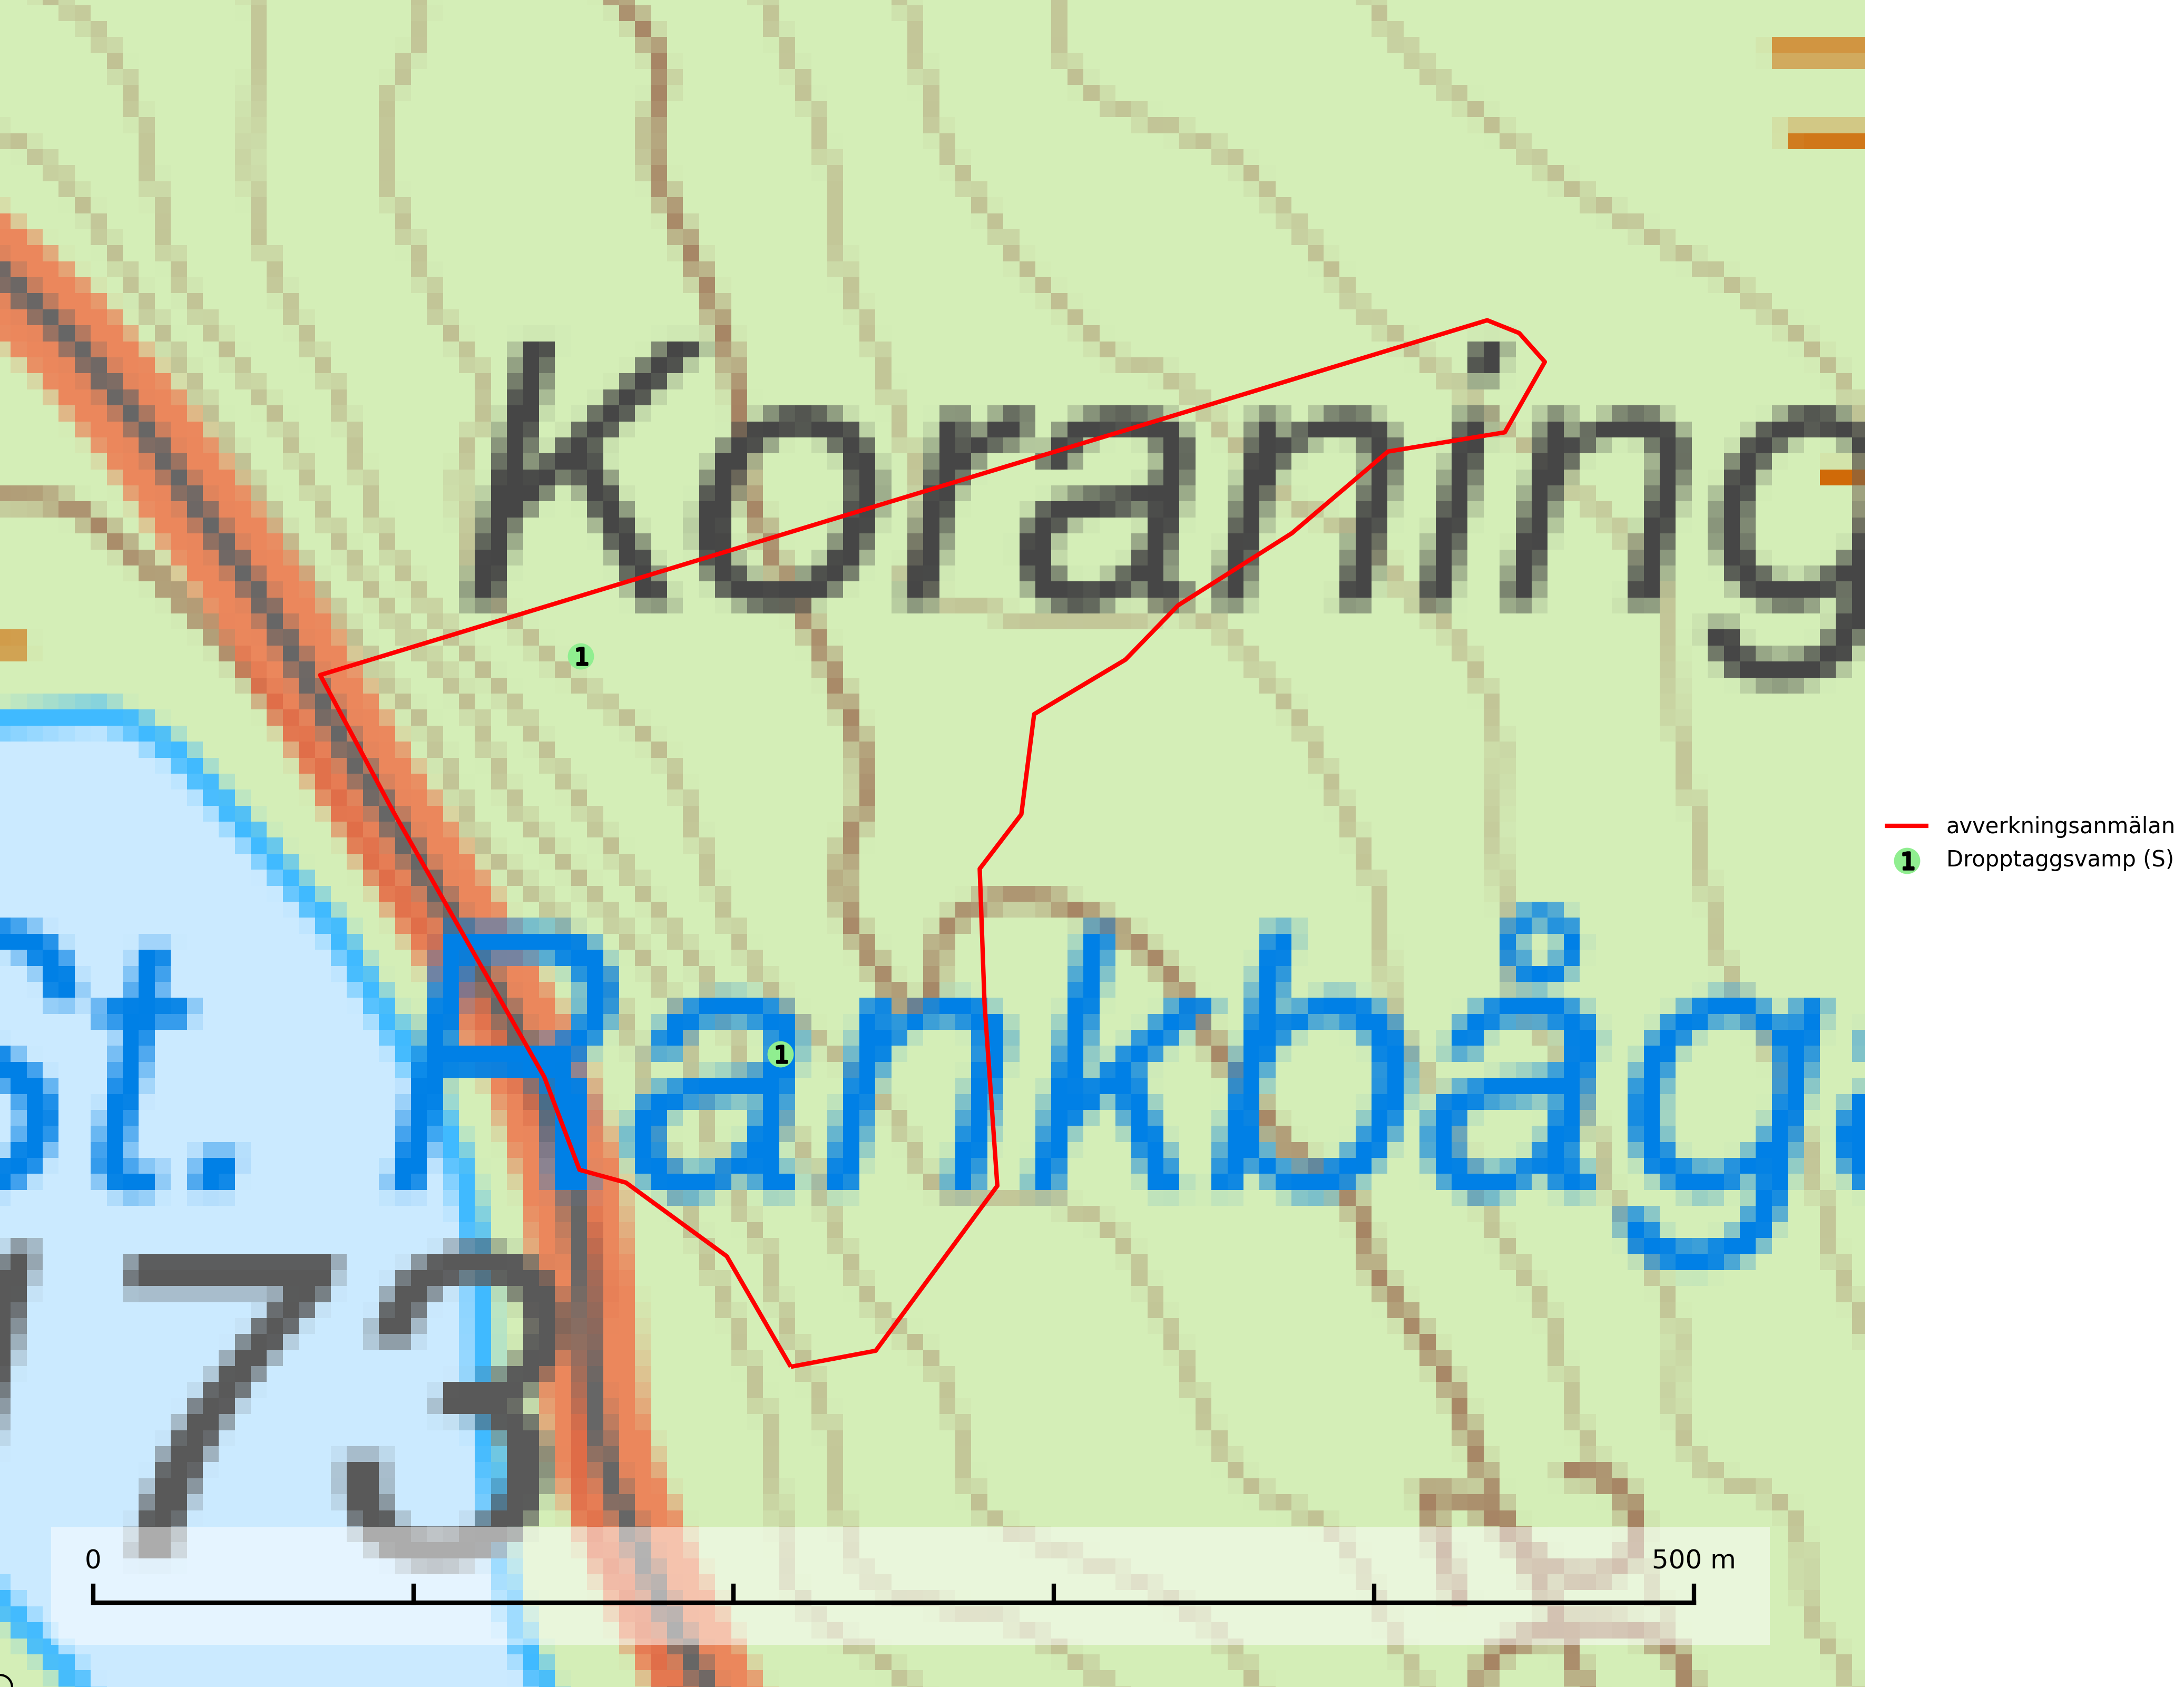 Koraning
1
avverkningsanmälan
1 Dropptaggsvamp (S)
st. Rankbåg
1
73
0 500 m